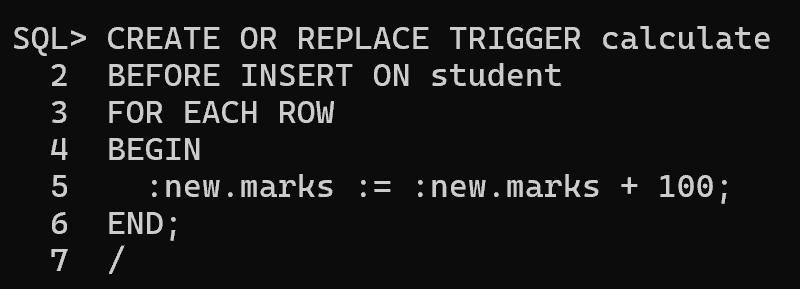 SQL> CREATE OR REPLACE TRIGGER calculate
  2  BEFORE INSERT ON student
  3  FOR EACH ROW
  4  BEGIN
  5    :new.marks := :new.marks + 100;
  6  END;
  7  /